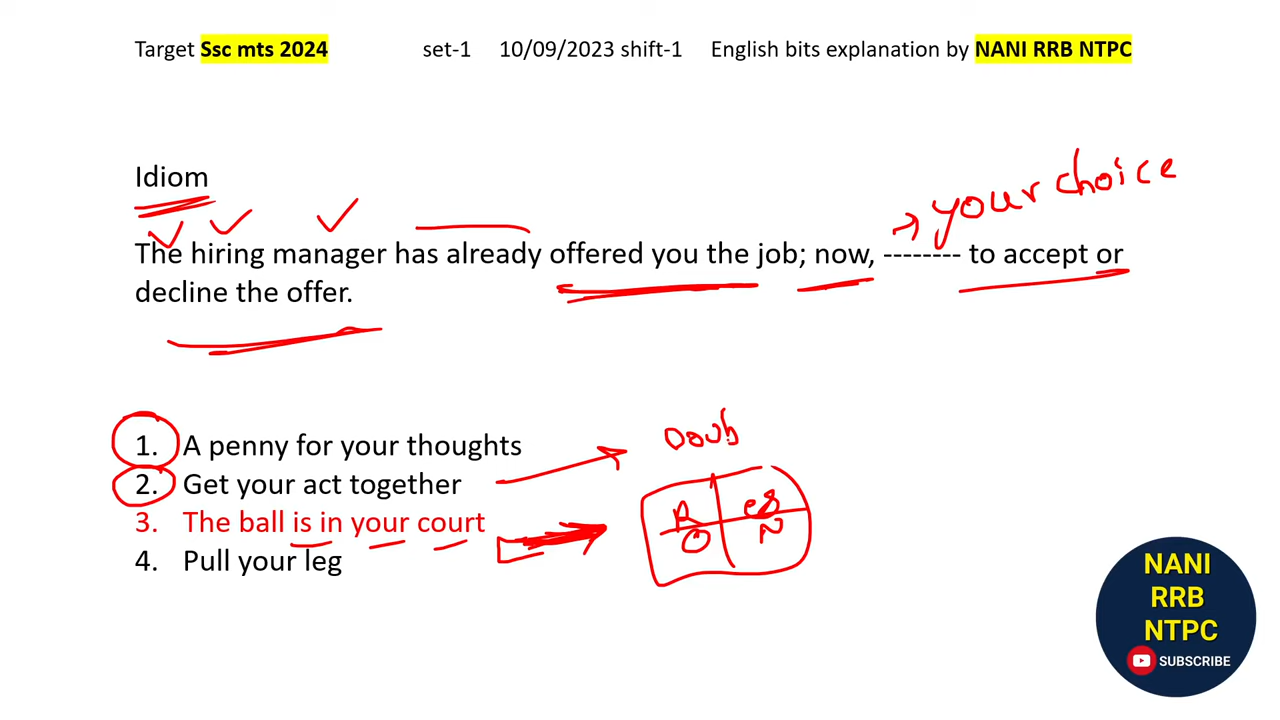 Target Ssc mts 2024 set-1 10/09/2023 shift-1 English bits explanation by NANI RRB NTPC
Idiom
your choice
The hiring manager has already offered you the job; now, -------- to accept or
decline the offer.
1. A penny for your thoughts
2. Get your act together
3. The ball is in your court
4. Pull your leg
NANI
RRB
NTPC
SUBSCRIBE